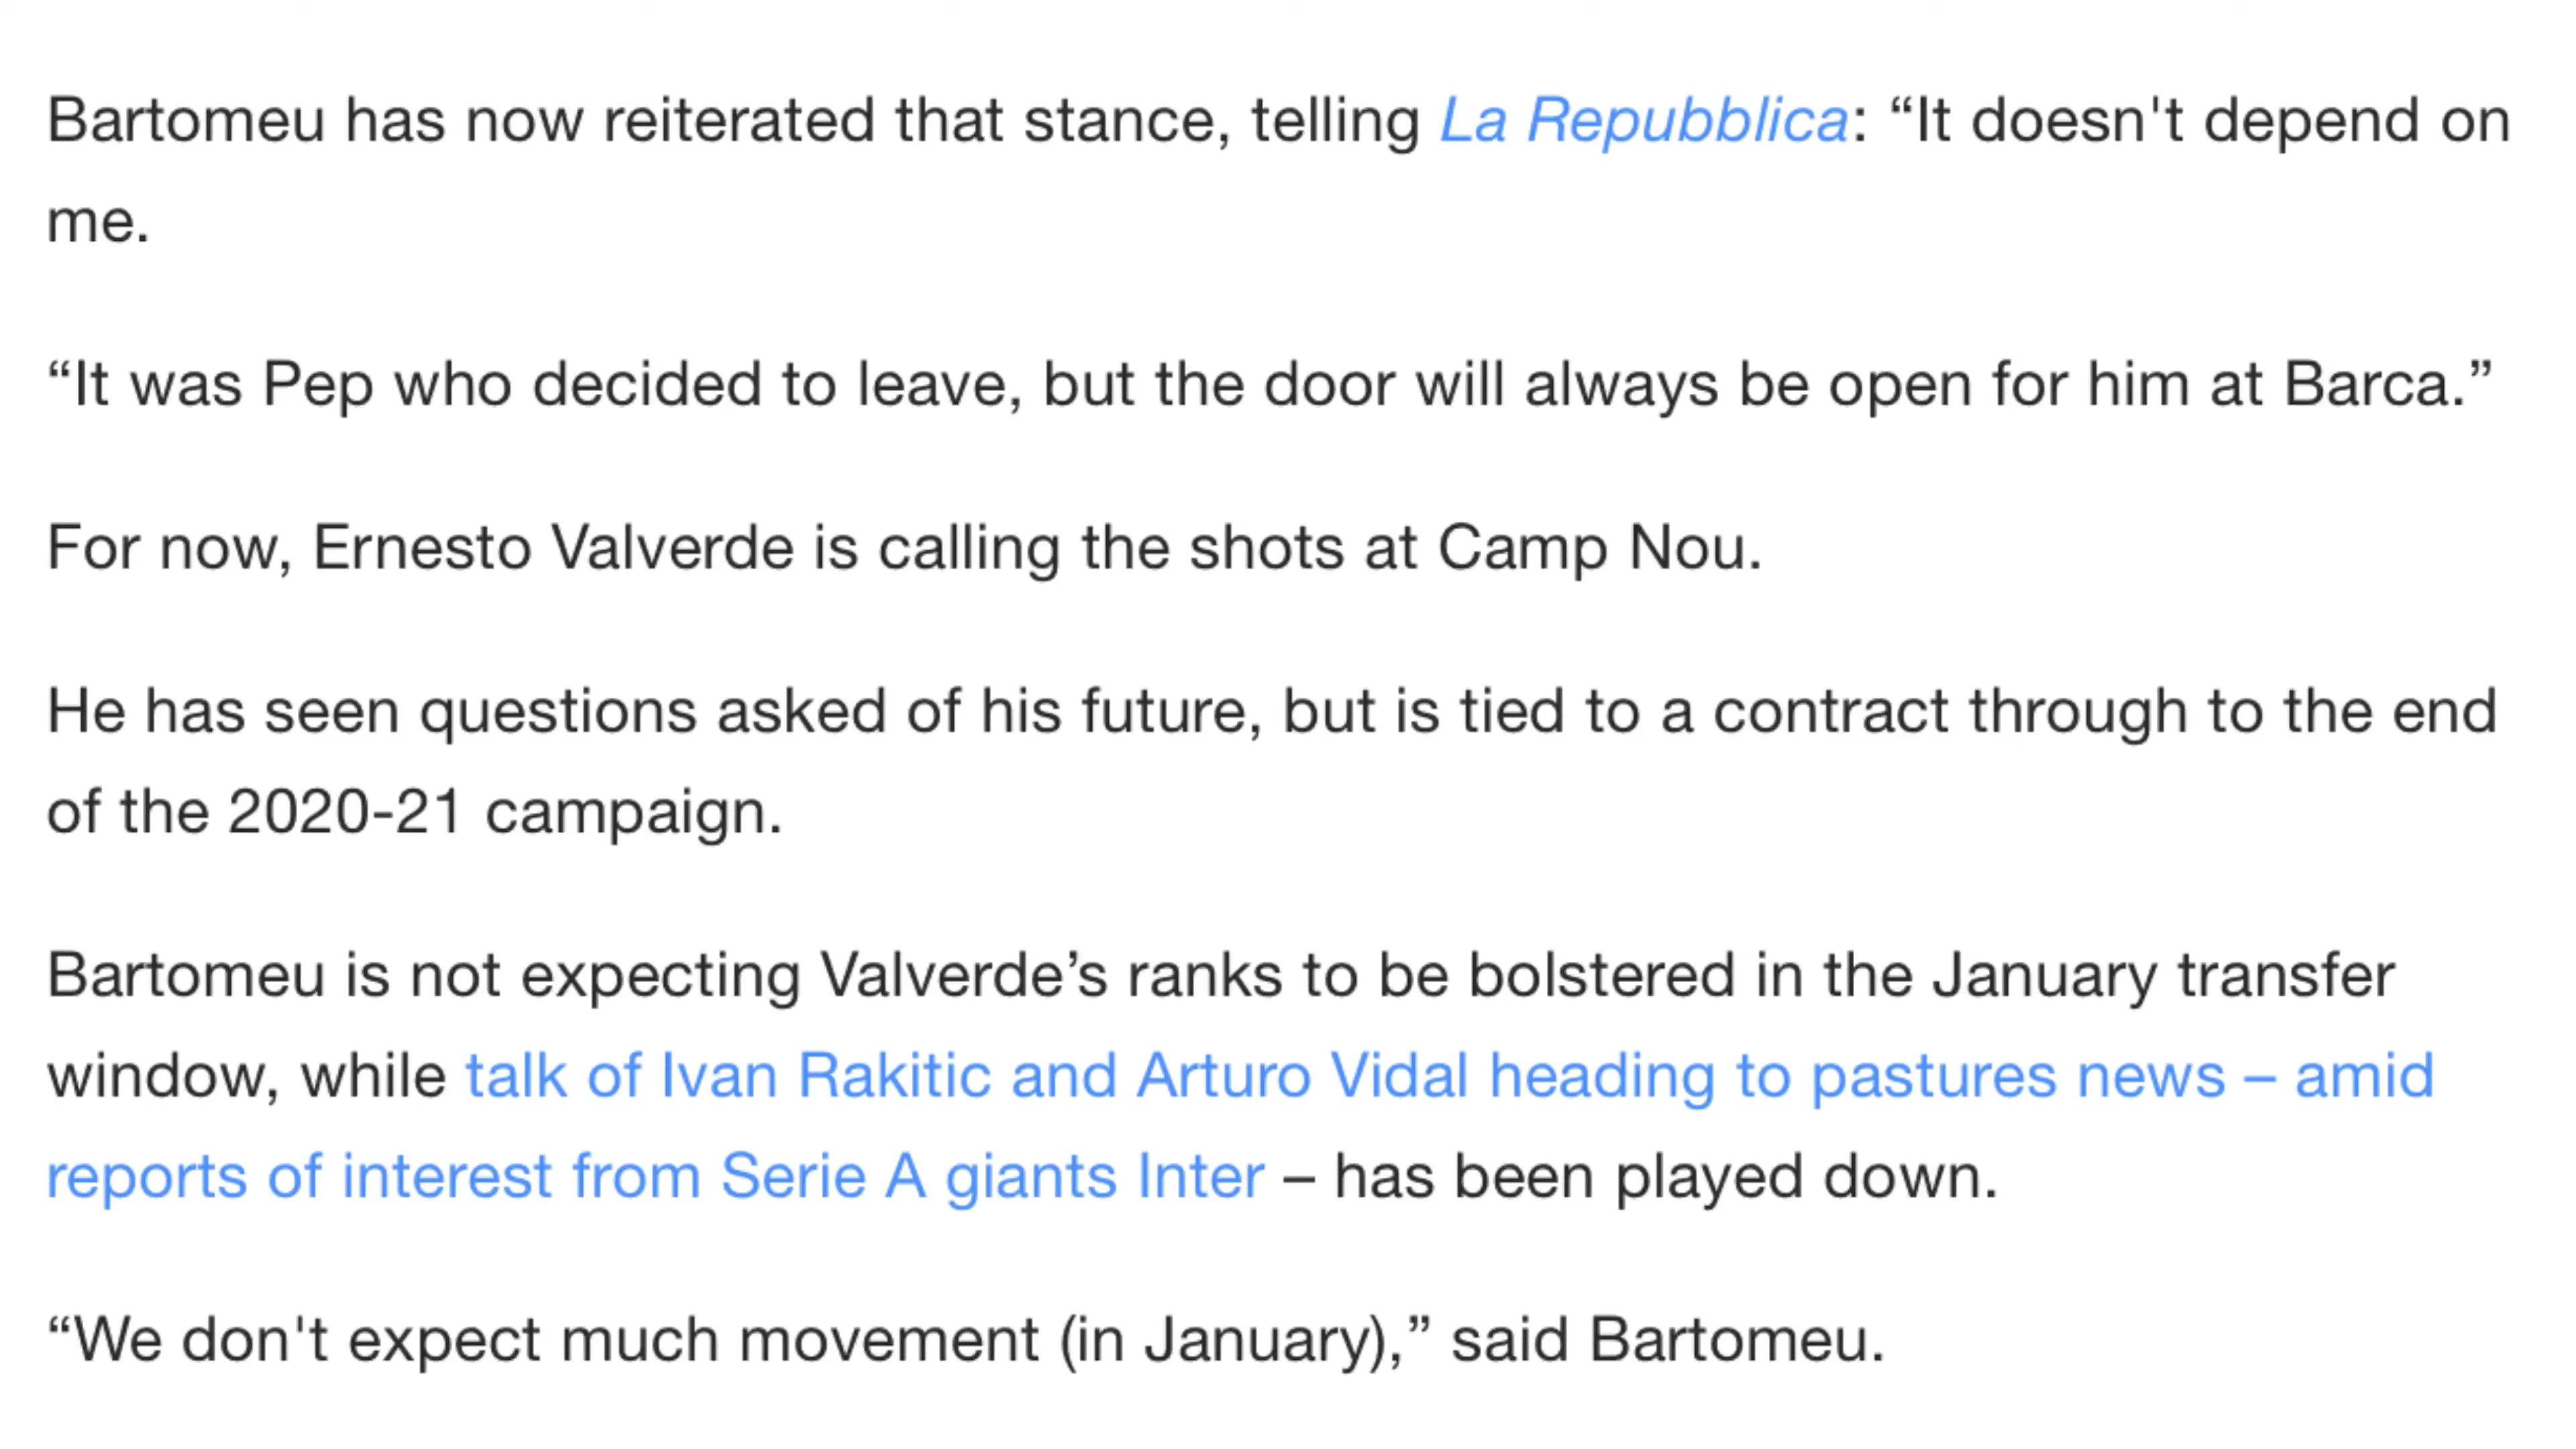 Bartomeu has now reiterated that stance, telling La Repubblica: “It doesn't depend on
me.
“It was Pep who decided to leave, but the door will always be open for him at Barca.”
For now, Ernesto Valverde is calling the shots at Camp Nou.
He has seen questions asked of his future, but is tied to a contract through to the end
of the 2020-21 campaign.
Bartomeu is not expecting Valverde’s ranks to be bolstered in the January transfer
window, while talk of Ivan Rakitic and Arturo Vidal heading to pastures news – amid
reports of interest from Serie A giants Inter – has been played down.
“We don't expect much movement (in January),” said Bartomeu.